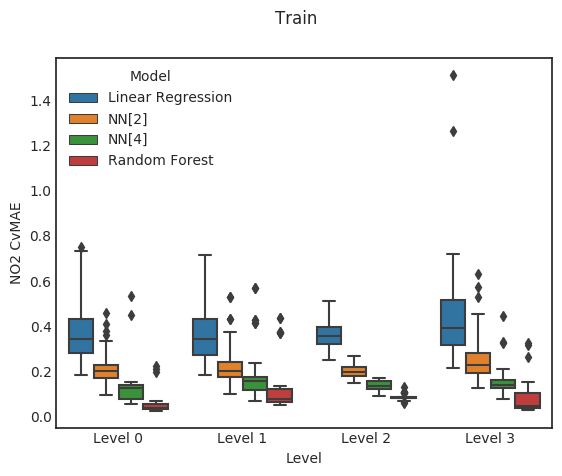 Train
Model
Linear Regression
NN[2]
NN[4]
Random Forest
NO2 CvMAE
1.4
1.2
1.0
0.8
0.6
0.4
0.2
0.0
Level 0 Level 1 Level 2 Level 3
Level